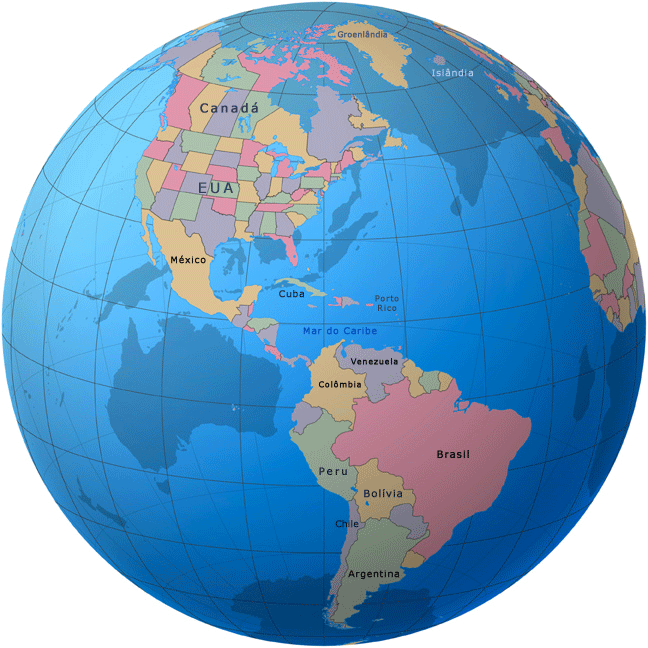 Groenlândia
Islândia
Canadá
EUA
México
Cuba
Porto
Rico
Mar do Caribe
Venezuela
Colômbia
Brasil
Peru
Bolívia
Chile
Argentina